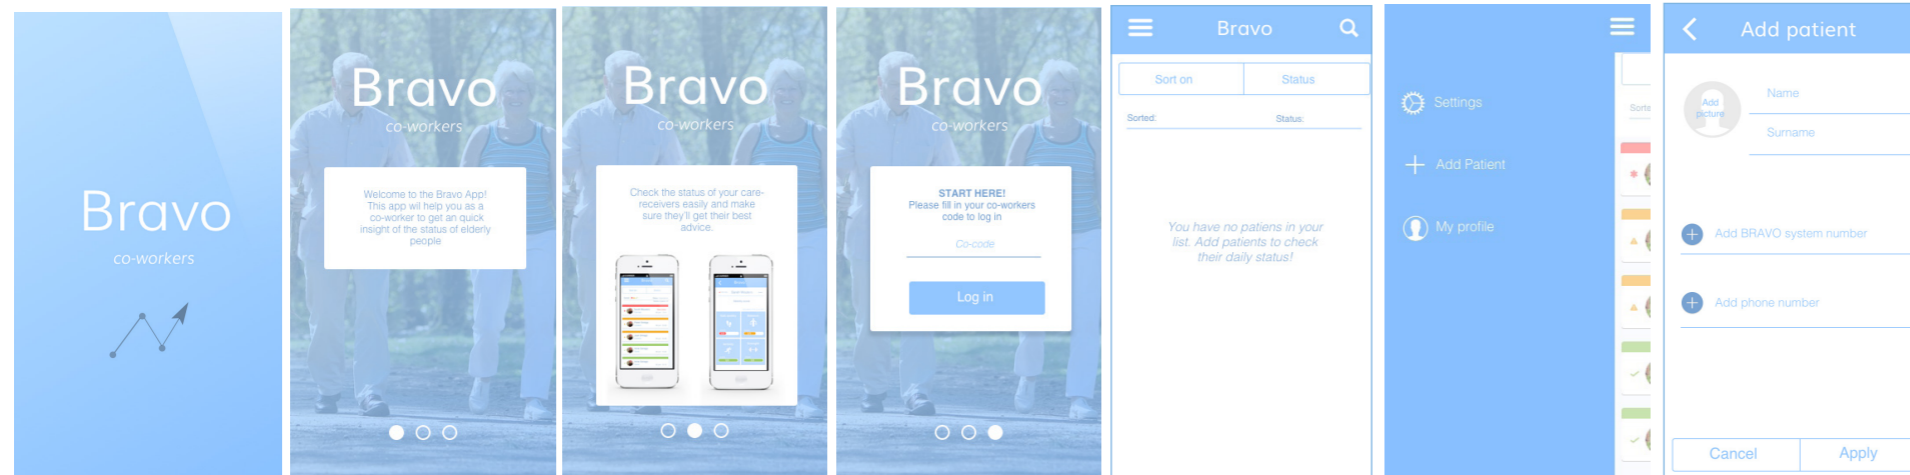 Bravo
co-workers
Bravo
co-workers
Welcome to the Bravo App!
This app wil help you as a
co-worker to get an quick
insight of the status of elderly
people
Bravo
co-workers
Check the status of your care-
receivers easily and make
sure they'll get their best
advice.
Bravo
co-workers
START HERE!
Please fill in your co-workers
code to log in
Co-code
Log in
Bravo
Sort on
Status
Sorted:
Status:
You have no patiens in your
list. Add patients to check
their daily status!
Settings
Add Patient
My profile
Sorte
Add patient
Add
picture
Name
Surname
Add BRAVO system number
Add phone number
Cancel
Apply